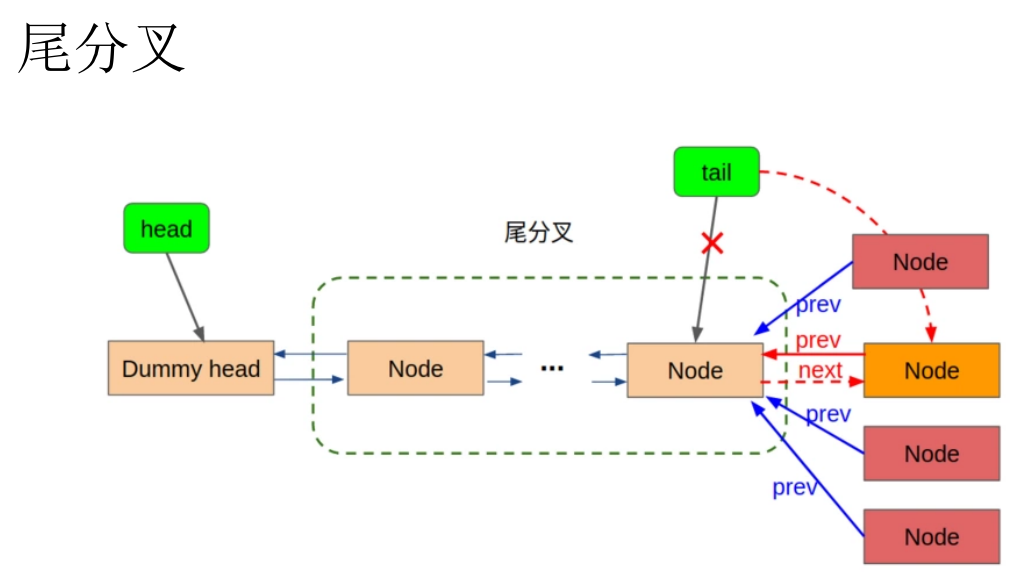 尾分叉
tail
head
尾分叉
Node
prev
prev
Dummy head
Node
...
Node
next
Node
prev
Node
prev
Node